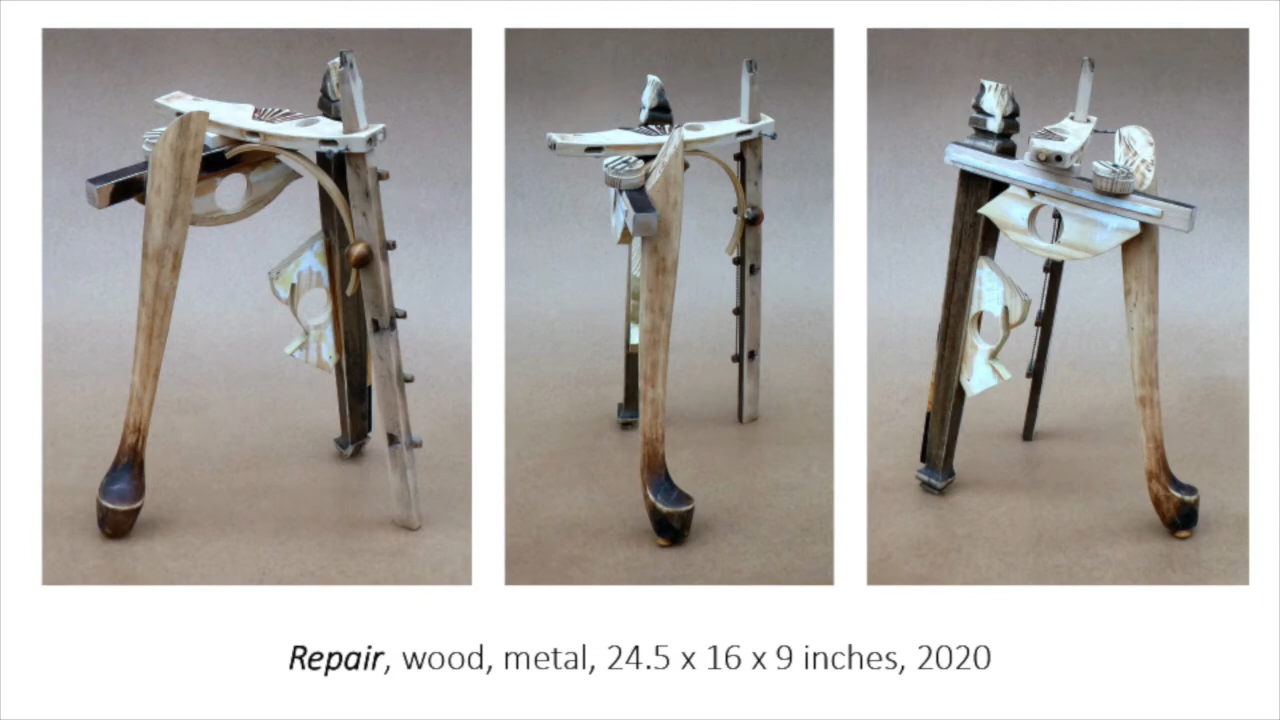 Repair, wood, metal, 24.5 x 16 x 9 inches, 2020